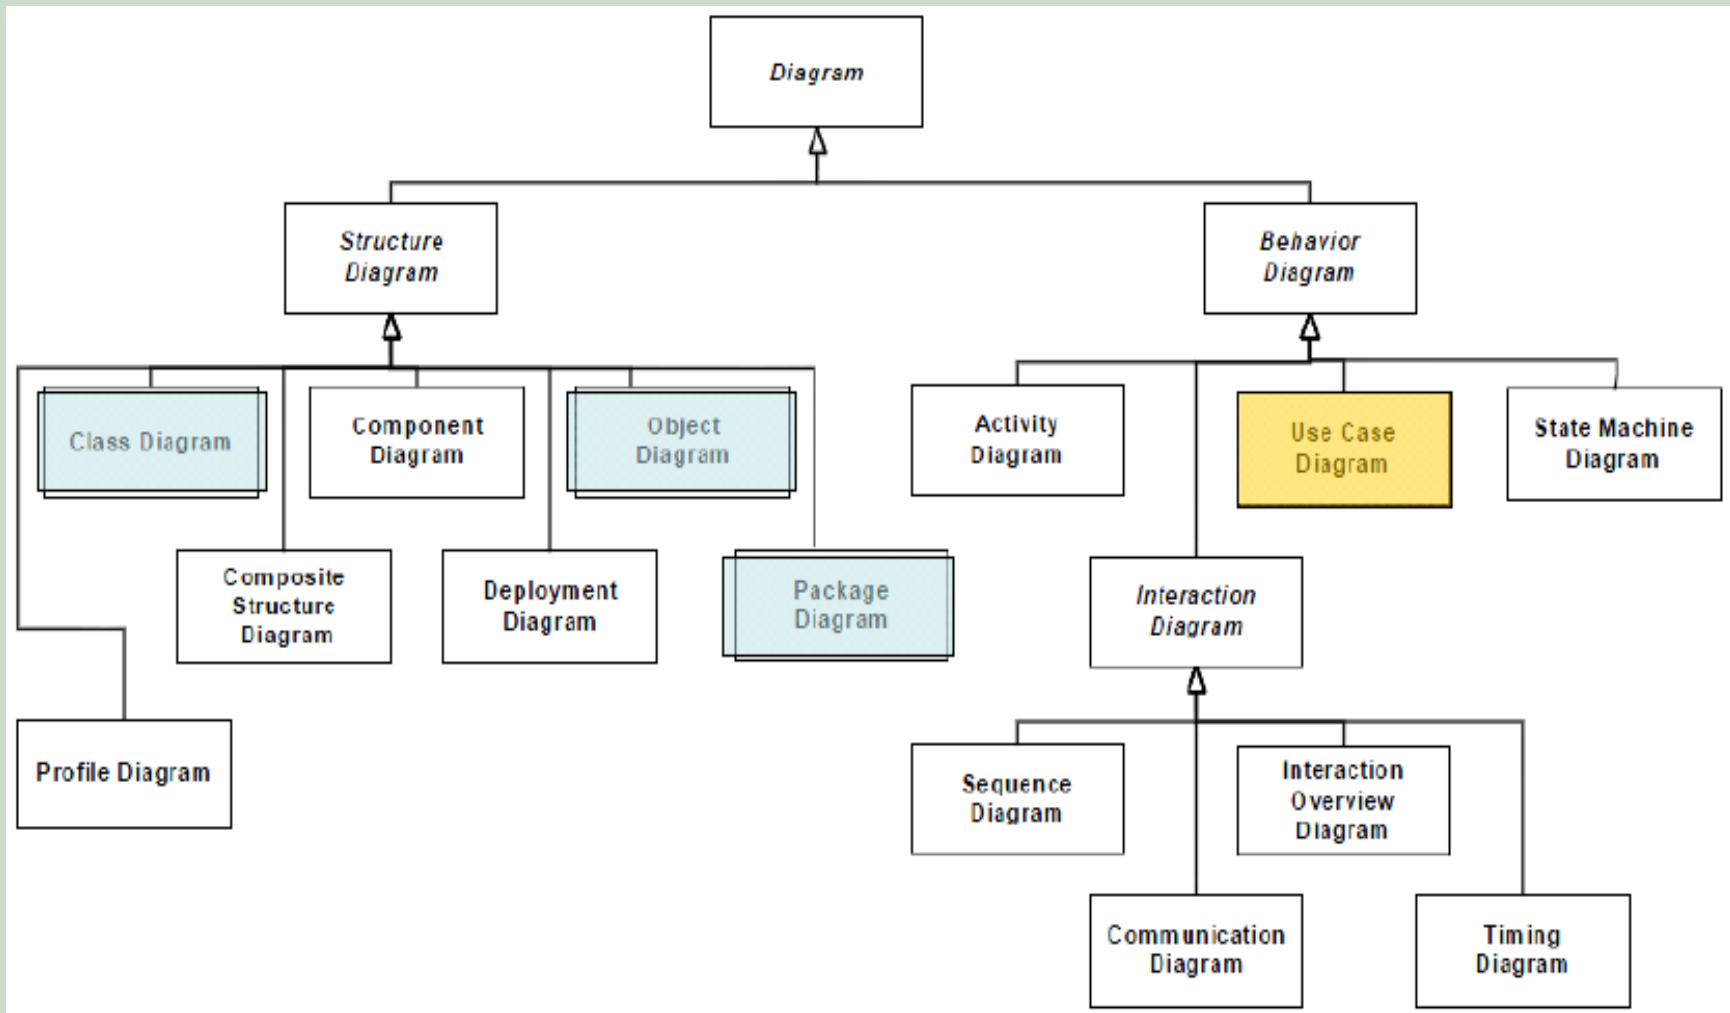 Diagram
Structure
Diagram
Behavior
Diagram
Class Diagram
Component
Diagram
Object
Diagram
Activity
Diagram
Use Case
Diagram
State Machine
Diagram
Composite
Structure
Diagram
Deployment
Diagram
Package
Diagram
Interaction
Diagram
Profile Diagram
Sequence
Diagram
Interaction
Overview
Diagram
Communication
Diagram
Timing
Diagram